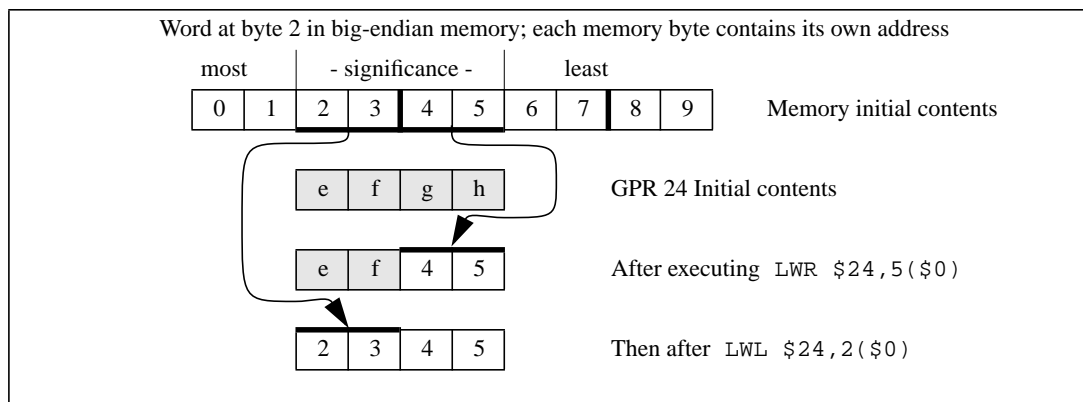 Word at byte 2 in big-endian memory; each memory byte contains its own address
most - significance - least
0 1 2 3 4 5 6 7 8 9 Memory initial contents
e f g h GPR 24 Initial contents
e f 4 5 After executing LWR $24,5($0)
2 3 4 5 Then after LWL $24,2($0)